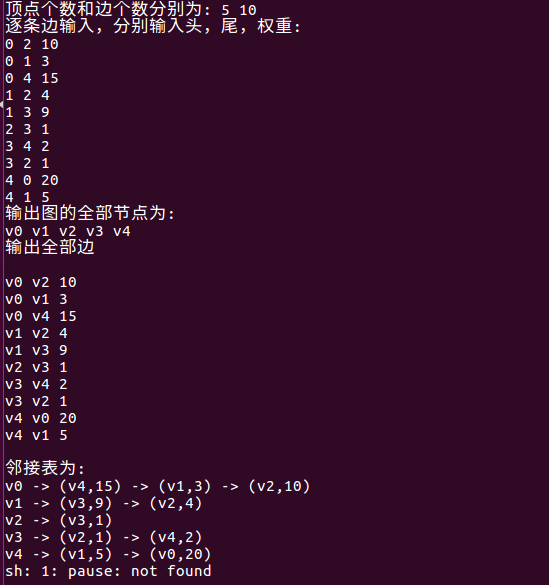 顶点个数和边个数分别为: 5 10
逐条边输入，分别输入头，尾，权重:
0 2 10
0 1 3
0 4 15
1 2 4
1 3 9
2 3 1
3 4 2
3 2 1
4 0 20
4 1 5
输出图的全部节点为:
v0 v1 v2 v3 v4
输出全部边
v0 v2 10
v0 v1 3
v0 v4 15
v1 v2 4
v1 v3 9
v2 v3 1
v3 v4 2
v3 v2 1
v4 v0 20
v4 v1 5
邻接表为:
v0 -> (v4,15) -> (v1,3) -> (v2,10)
v1 -> (v3,9) -> (v2,4)
v2 -> (v3,1)
v3 -> (v2,1) -> (v4,2)
v4 -> (v1,5) -> (v0,20)
sh: 1: pause: not found